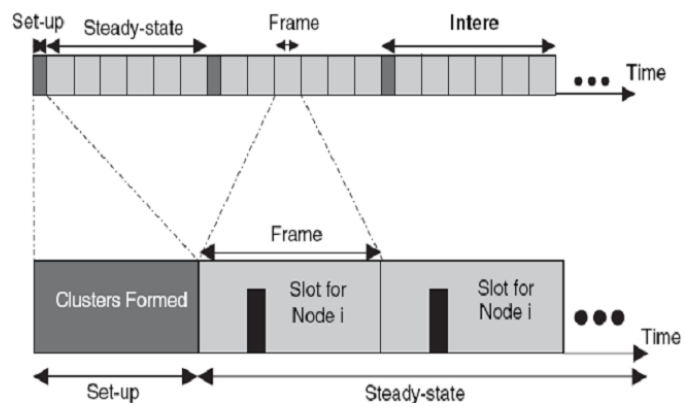 Set-up
Steady-state
Frame
Intere
Time
Frame
Clusters Formed
Slot for
Node i
Slot for
Node i
Time
Set-up
Steady-state